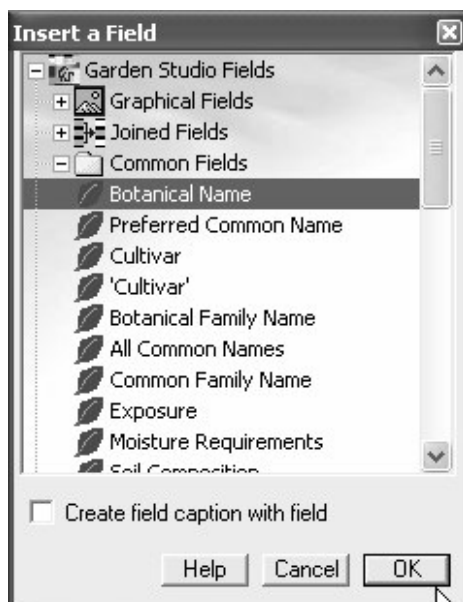 Insert a Field
Garden Studio Fields
Graphical Fields
Joined Fields
Common Fields
Botanical Name
Preferred Common Name
Cultivar
'Cultivar'
Botanical Family Name
All Common Names
Common Family Name
Exposure
Moisture Requirements
Soil Composition
Create field caption with field
Help Cancel OK